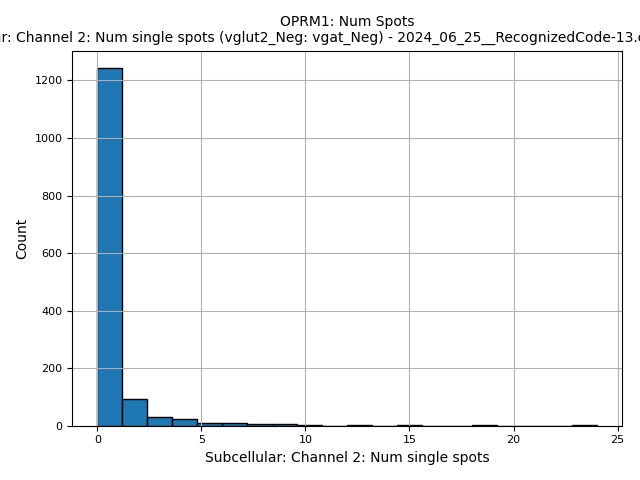 OPRM1: Num Spots
r: Channel 2: Num single spots (vglut2_Neg: vgat_Neg) - 2024_06_25__RecognizedCode-13.
1200
1000
800
600
400
200
0
Count
0 5 10 15 20 25
Subcellular: Channel 2: Num single spots